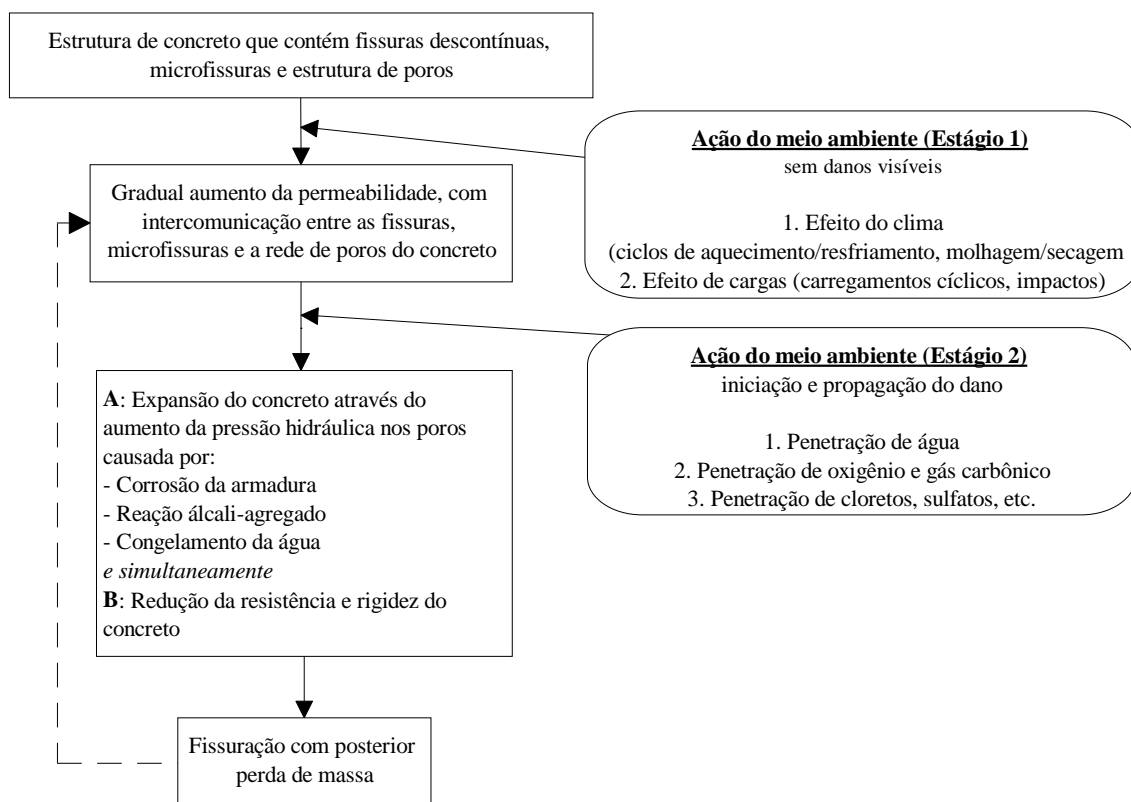 Estrutura de concreto que contém fissuras descontínuas,
microfissuras e estrutura de poros
Ação do meio ambiente (Estágio 1)
sem danos visíveis
1. Efeito do clima
(ciclos de aquecimento/resfriamento, molhagem/secagem
2. Efeito de cargas (carregamentos cíclicos, impactos)
Gradual aumento da permeabilidade, com
intercomunicação entre as fissuras,
microfissuras e a rede de poros do concreto
Ação do meio ambiente (Estágio 2)
iniciação e propagação do dano
1. Penetração de água
2. Penetração de oxigênio e gás carbônico
3. Penetração de cloretos, sulfatos, etc.
A: Expansão do concreto através do
aumento da pressão hidráulica nos poros
causada por:
- Corrosão da armadura
- Reação álcali-agregado
- Congelamento da água
e simultaneamente
B: Redução da resistência e rigidez do
concreto
Fissuração com posterior
perda de massa